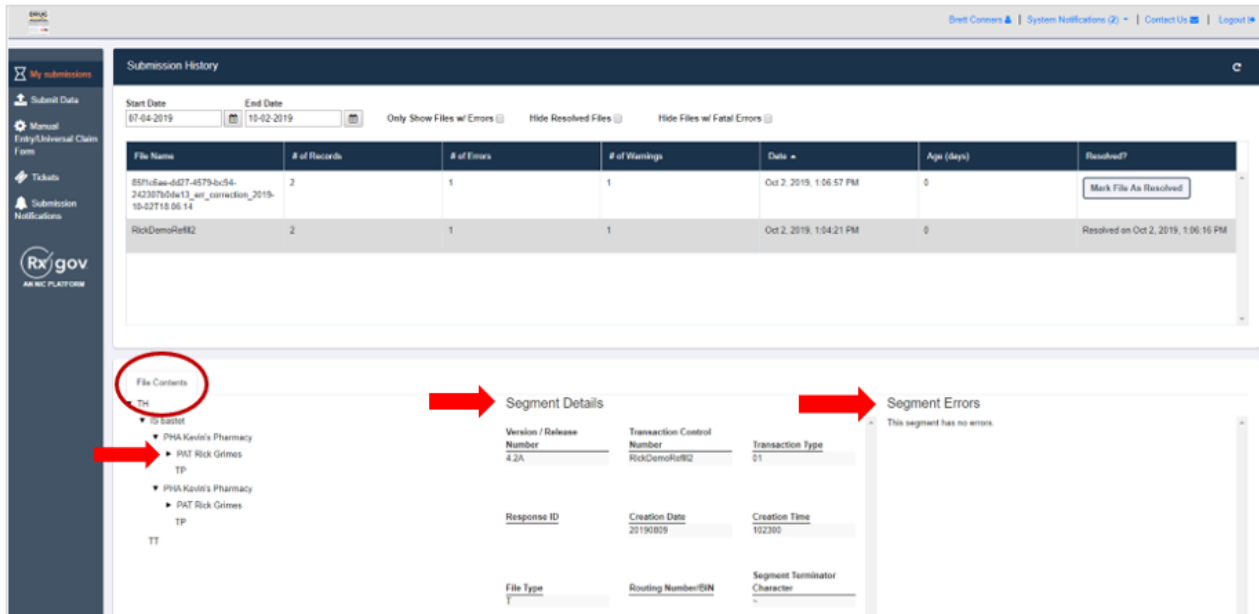 DRUG
Brett Conners | System Notifications (2) | Contact Us | Logout
My submissions
Submit Data
Manual
Entry/Universal Claim
Form
Tickets
Submission
Notifications
Rx gov
AN NIC PLATFORM
Submission History
Start Date End Date
07-04-2019 10-02-2019 Only Show Files w/ Errors Hide Resolved Files Hide Files w/ Fatal Errors
File Name # of Records # of Errors # of Warnings Date Age (days) Resolved?
85f1c6ae-dd27-4579-bc94-
242307b0de13_err_correction_2019-
10-02T18:06:14 2 1 1 Oct 2, 2019, 1:06:57 PM 0 Mark File As Resolved
RickDemoRefill2 2 1 1 Oct 2, 2019, 1:04:21 PM 0 Resolved on Oct 2, 2019, 1:06:16 PM
File Contents
TH
IS bastet
PHA Kevin's Pharmacy
PAT Rick Grimes
TP
PHA Kevin's Pharmacy
PAT Rick Grimes
TP
TT
Segment Details
Version / Release
Number
4.2A
Transaction Control
Number
RickDemoRefill2
Transaction Type
01
Response ID
Creation Date
20190809
Creation Time
102300
File Type
T
Routing Number/BIN
Segment Terminator
Character
~
Segment Errors
This segment has no errors.